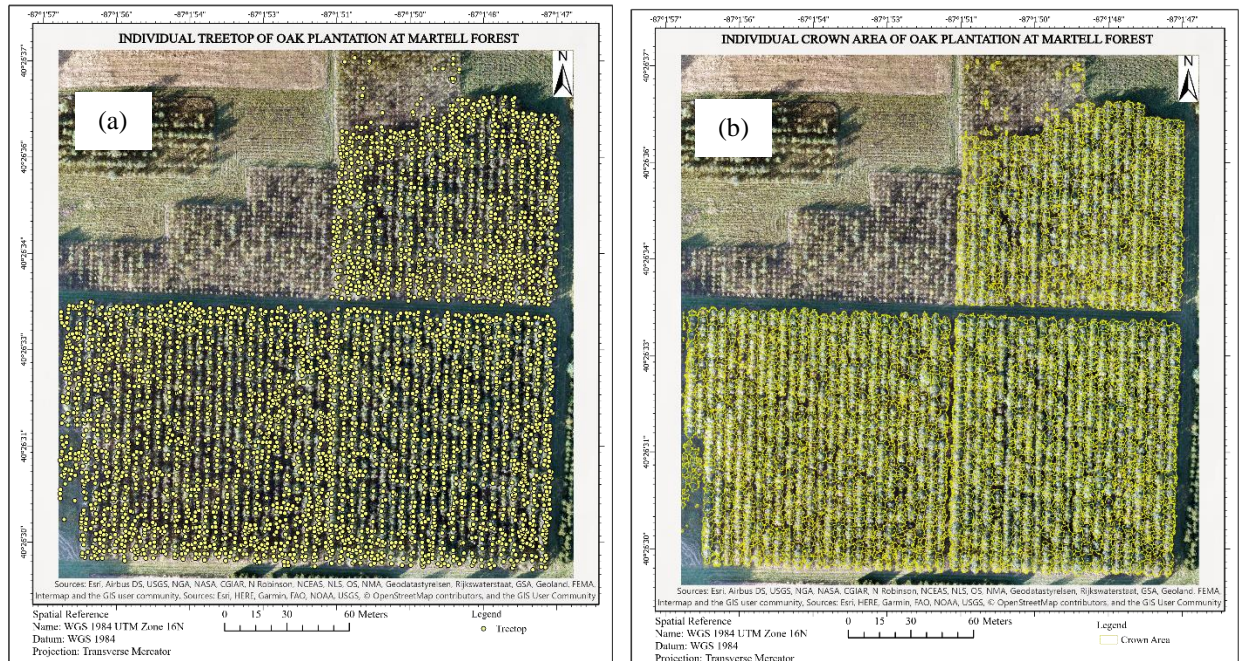 -87°1'57" -87°1'54" -87°1'53" -87°1'51" -87°1'50" -87°1'48" -87°1'47"
INDIVIDUAL TREETOP OF OAK PLANTATION AT MARTELL FOREST
N
(a)
40°26'37"
40°26'36"
40°26'34"
40°26'33"
40°26'31"
40°26'30"
Sources: Esri, Airbus DS, USGS, NGA, NASA, CGIAR, N Robinson, NCEAS, NLS, OS, NMA, Geodatastyrelsen, Rijkswaterstaat, GSA, Geoland, FEMA,
Intermap and the GIS user community, Sources: Esri, HERE, Garmin, FAO, NOAA, USGS, © OpenStreetMap contributors, and the GIS User Community
Spatial Reference
Name: WGS 1984 UTM Zone 16N
Datum: WGS 1984
Projection: Transverse Mercator
0 15 30 60 Meters
Legend
Treetop
-87°1'57" -87°1'54" -87°1'53" -87°1'51" -87°1'50" -87°1'48" -87°1'47"
INDIVIDUAL CROWN AREA OF OAK PLANTATION AT MARTELL FOREST
N
(b)
40°26'37"
40°26'36"
40°26'34"
40°26'33"
40°26'31"
40°26'30"
Sources: Esri, Airbus DS, USGS, NGA, NASA, CGIAR, N Robinson, NCEAS, NLS, OS, NMA, Geodatastyrelsen, Rijkswaterstaat, GSA, Geoland, FEMA,
Intermap and the GIS user community, Sources: Esri, HERE, Garmin, FAO, NOAA, USGS, © OpenStreetMap contributors, and the GIS User Community
Spatial Reference
Name: WGS 1984 UTM Zone 16N
Datum: WGS 1984
Projection: Transverse Mercator
0 15 30 60 Meters
Legend
Crown Area